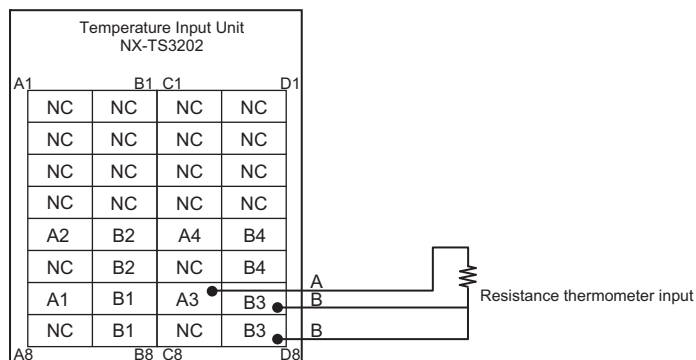 Temperature Input Unit
NX-TS3202
A1 B1 C1 D1
NC NC NC NC
NC NC NC NC
NC NC NC NC
NC NC NC NC
A2 B2 A4 B4
NC B2 NC B4
A1 B1 A3 B3
NC B1 NC B3
A8 B8 C8 D8
A
B
B
Resistance thermometer input